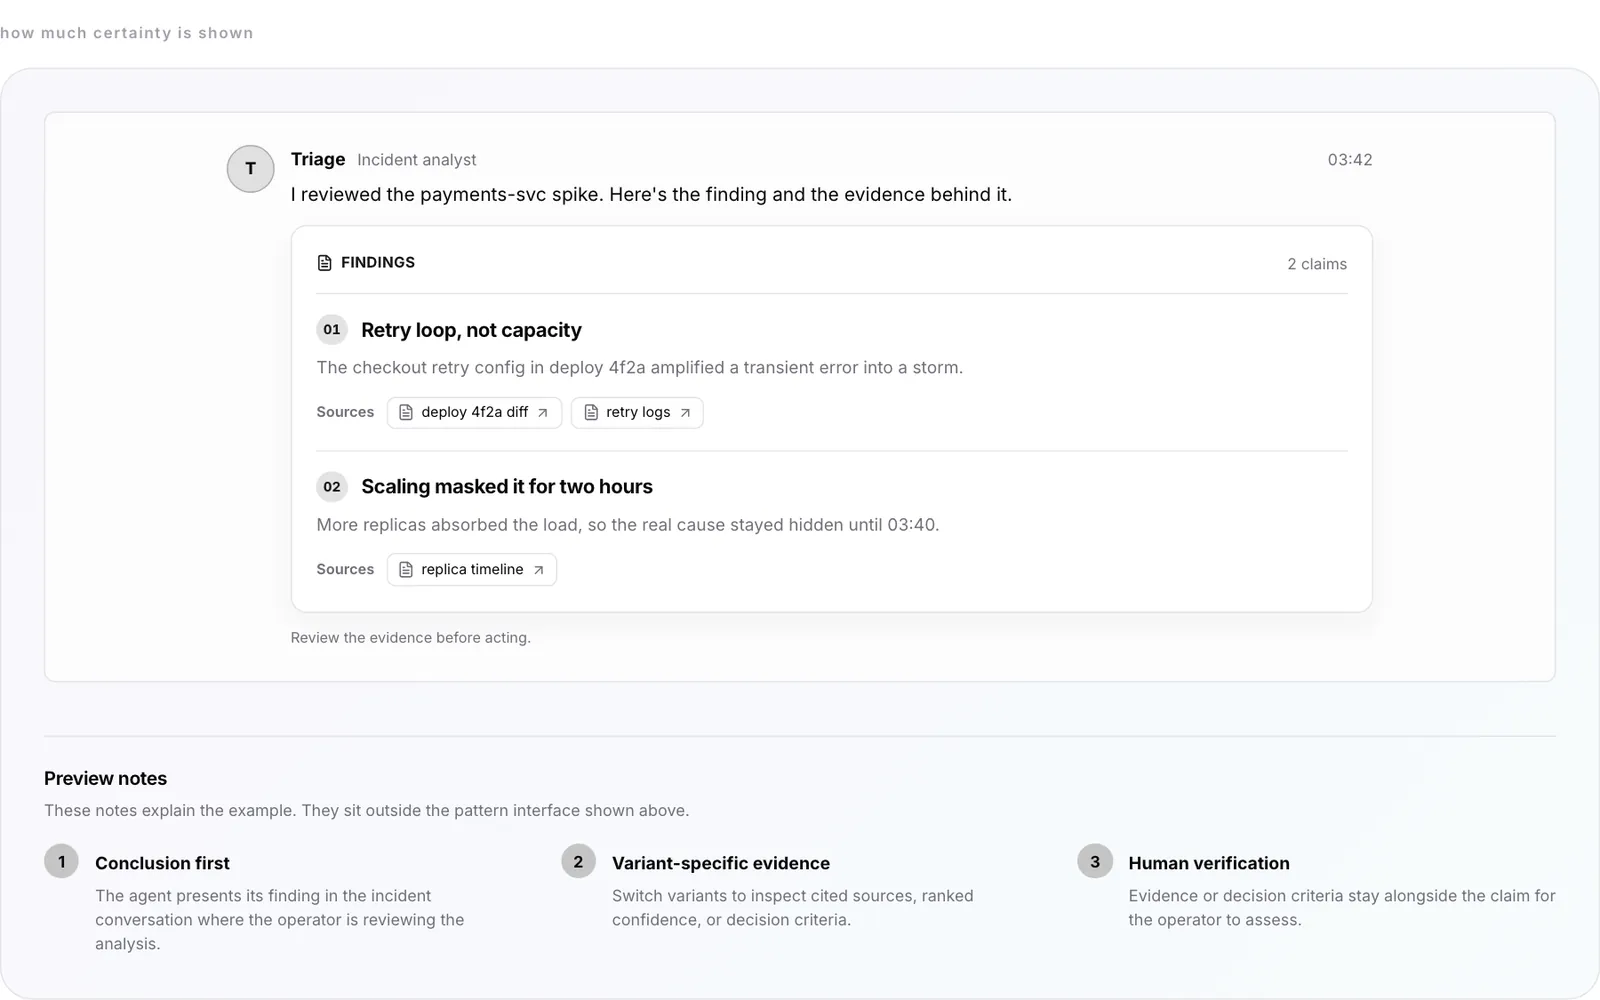 how much certainty is shown
T
Triage Incident analyst 03:42
I reviewed the payments-svc spike. Here's the finding and the evidence behind it.
FINDINGS 2 claims
01 Retry loop, not capacity
The checkout retry config in deploy 4f2a amplified a transient error into a storm.
Sources deploy 4f2a diff ↗ retry logs ↗
02 Scaling masked it for two hours
More replicas absorbed the load, so the real cause stayed hidden until 03:40.
Sources replica timeline ↗
Review the evidence before acting.
Preview notes
These notes explain the example. They sit outside the pattern interface shown above.
1 Conclusion first
The agent presents its finding in the incident
conversation where the operator is reviewing the
analysis.
2 Variant-specific evidence
Switch variants to inspect cited sources, ranked
confidence, or decision criteria.
3 Human verification
Evidence or decision criteria stay alongside the claim for
the operator to assess.